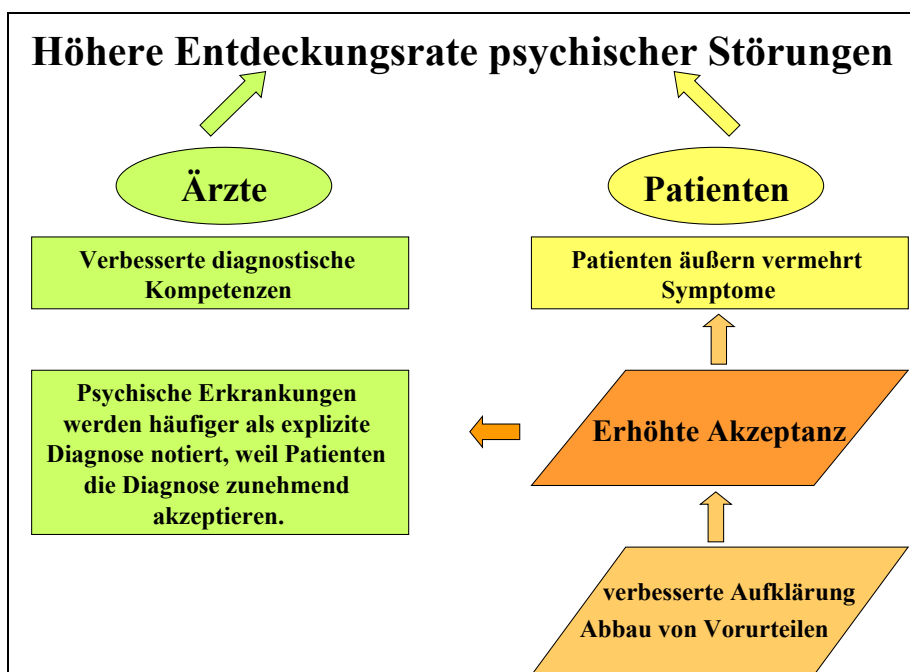 Höhere Entdeckungsrate psychischer Störungen
Ärzte
Patienten
Verbesserte diagnostische
Kompetenzen
Patienten äußern vermehrt
Symptome
Psychische Erkrankungen
werden häufiger als explizite
Diagnose notiert, weil Patienten
die Diagnose zunehmend
akzeptieren.
Erhöhte Akzeptanz
verbesserte Aufklärung
Abbau von Vorurteilen